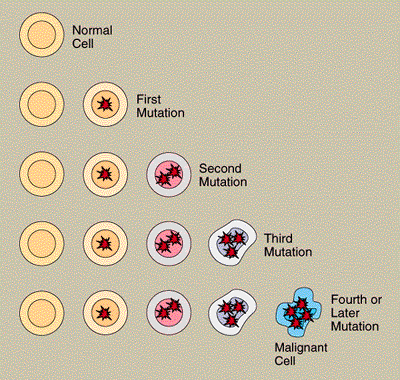 Normal
Cell
First
Mutation
Second
Mutation
Third
Mutation
Fourth or
Later
Mutation
Malignant
Cell